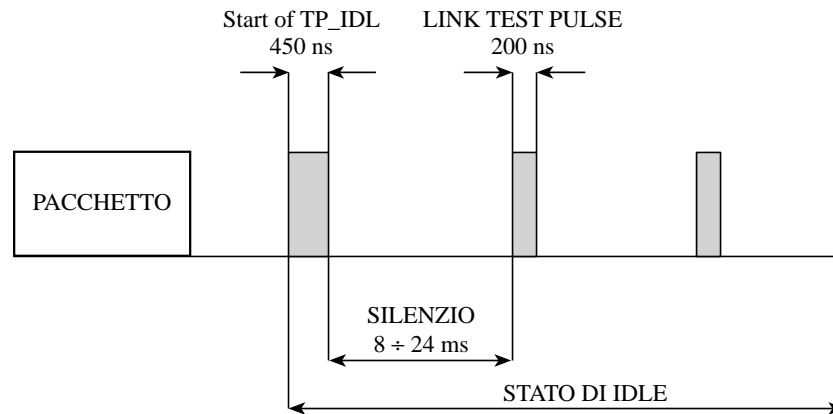 Start of TP_IDL
450 ns
LINK TEST PULSE
200 ns
PACCHETTO
SILENZIO
8 ÷ 24 ms
STATO DI IDLE